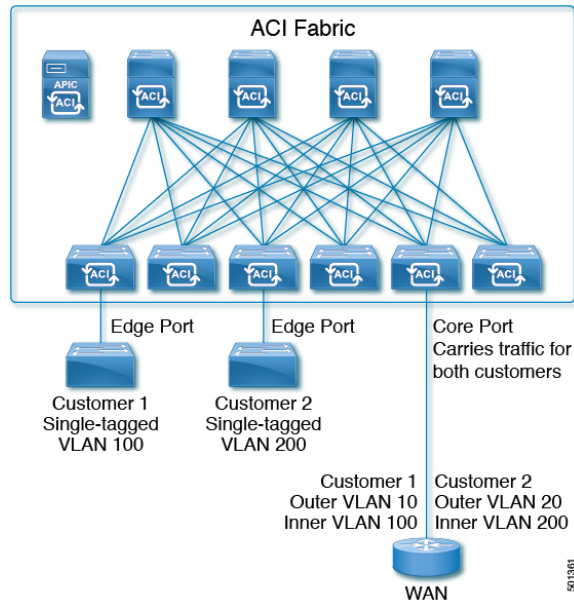 ACI Fabric
APIC
ACI
ACI
ACI
ACI
ACI
ACI
ACI
ACI
ACI
ACI
ACI
Edge Port
Edge Port
Core Port
Carries traffic for
both customers
Customer 1
Single-tagged
VLAN 100
Customer 2
Single-tagged
VLAN 200
Customer 1
Outer VLAN 10
Inner VLAN 100
Customer 2
Outer VLAN 20
Inner VLAN 200
WAN
501361